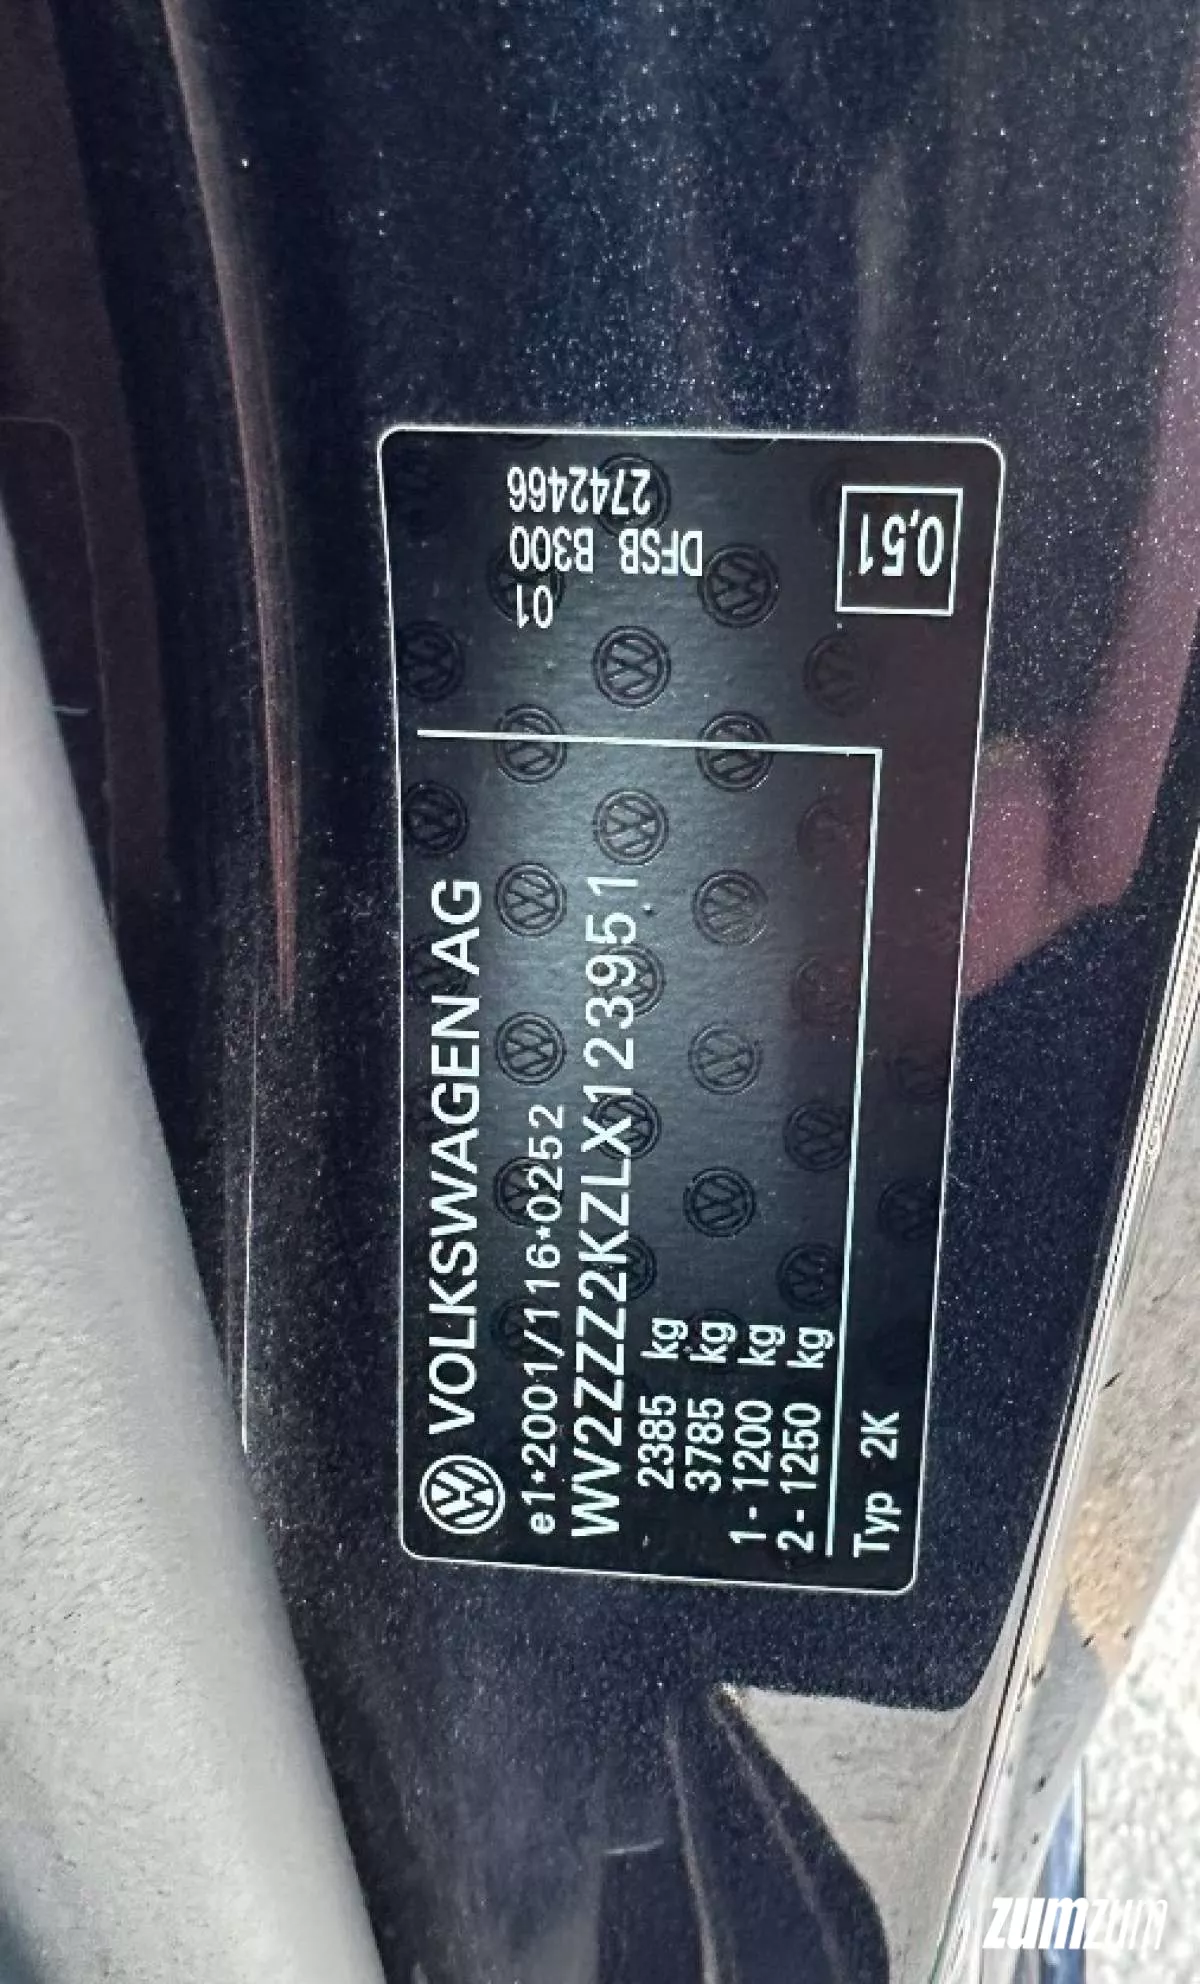 VOLKSWAGEN AG
e1*2001/116*0252
WV2ZZZ2KZLX123951
2385 kg
3785 kg
1- 1200 kg
2- 1250 kg
Typ 2K
01
DFSB B300
2742466
0,51
zumzum